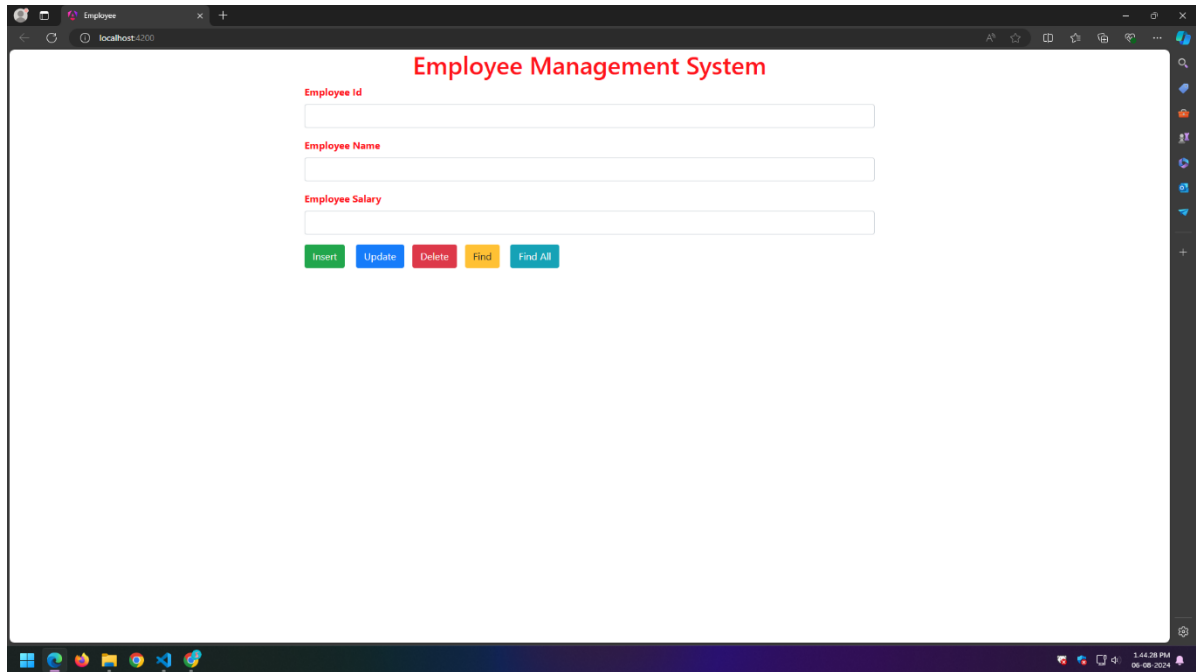 Employee
localhost:4200
Employee Management System
Employee Id
Employee Name
Employee Salary
Insert Update Delete Find Find All
1.44.28 PM
06-08-2024